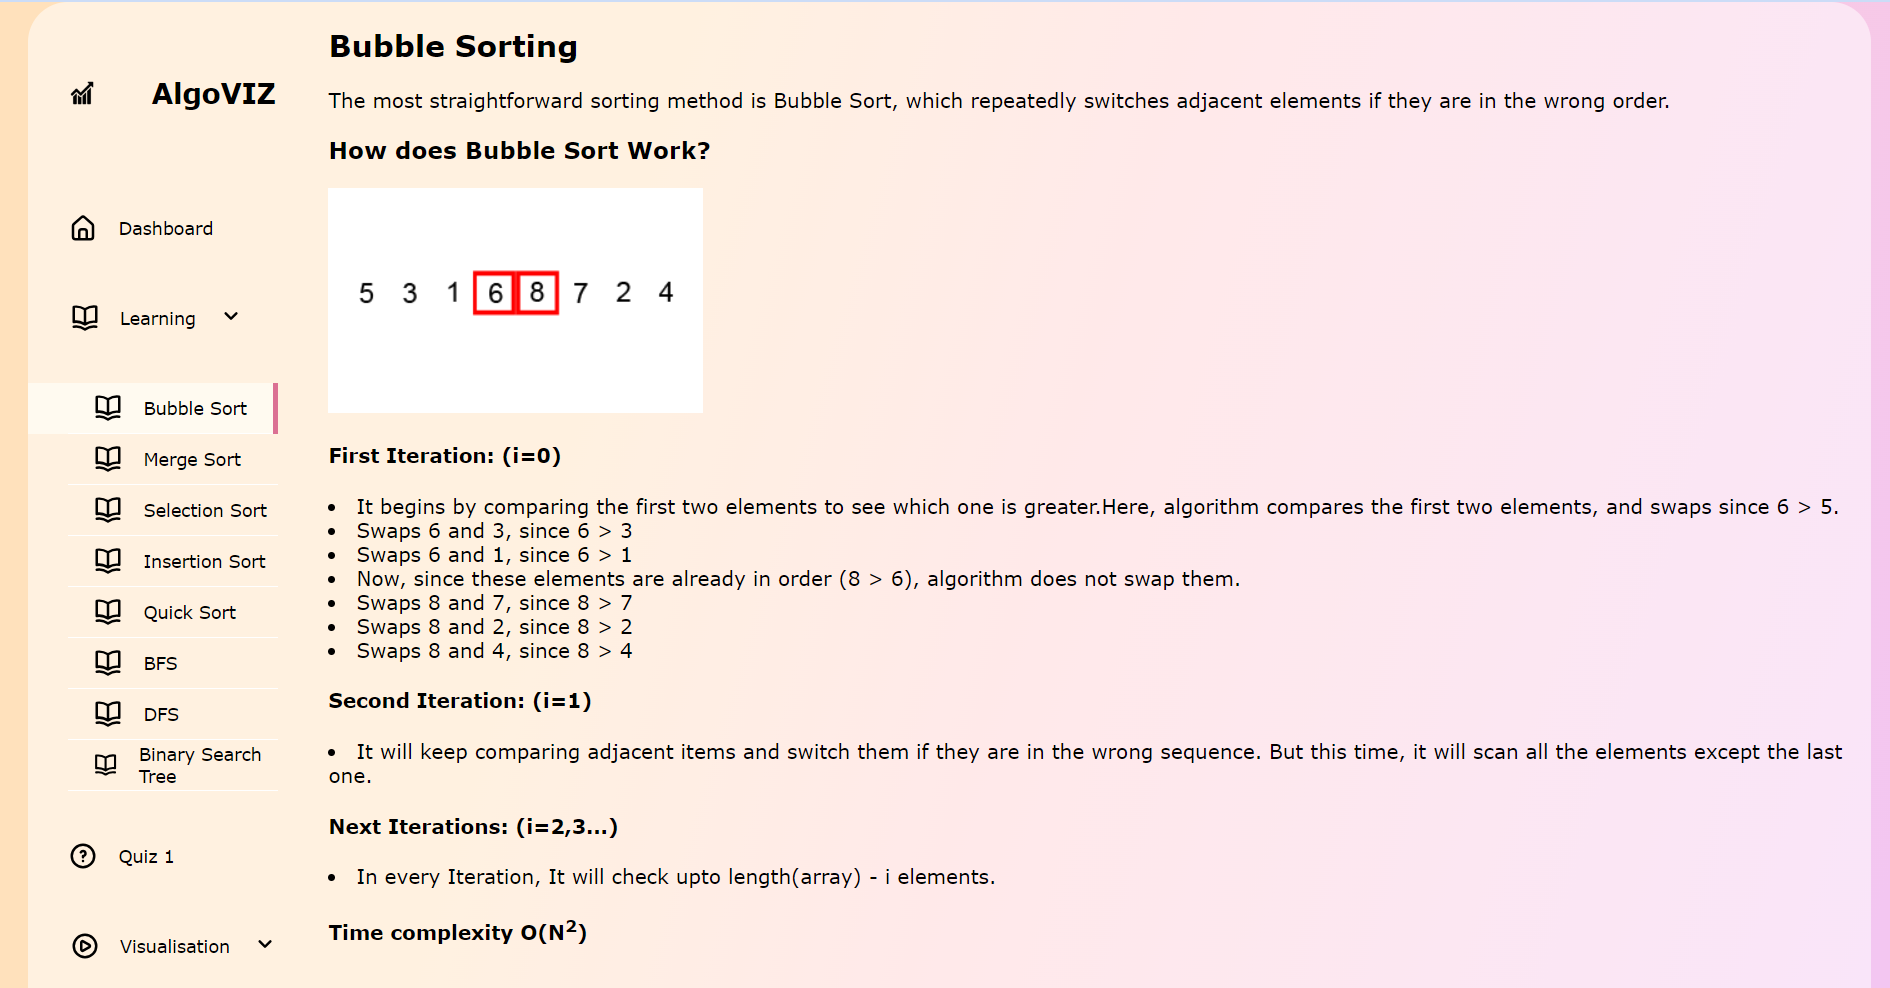 AlgoVIZ
Dashboard
Learning
Bubble Sort
Merge Sort
Selection Sort
Insertion Sort
Quick Sort
BFS
DFS
Binary Search
Tree
Quiz 1
Visualisation
Bubble Sorting
The most straightforward sorting method is Bubble Sort, which repeatedly switches adjacent elements if they are in the wrong order.
How does Bubble Sort Work?
5 3 1 6 8 7 2 4
First Iteration: (i=0)
• It begins by comparing the first two elements to see which one is greater.Here, algorithm compares the first two elements, and swaps since 6 > 5.
• Swaps 6 and 3, since 6 > 3
• Swaps 6 and 1, since 6 > 1
• Now, since these elements are already in order (8 > 6), algorithm does not swap them.
• Swaps 8 and 7, since 8 > 7
• Swaps 8 and 2, since 8 > 2
• Swaps 8 and 4, since 8 > 4
Second Iteration: (i=1)
• It will keep comparing adjacent items and switch them if they are in the wrong sequence. But this time, it will scan all the elements except the last
one.
Next Iterations: (i=2,3...)
• In every Iteration, It will check upto length(array) - i elements.
Time complexity O(N²)